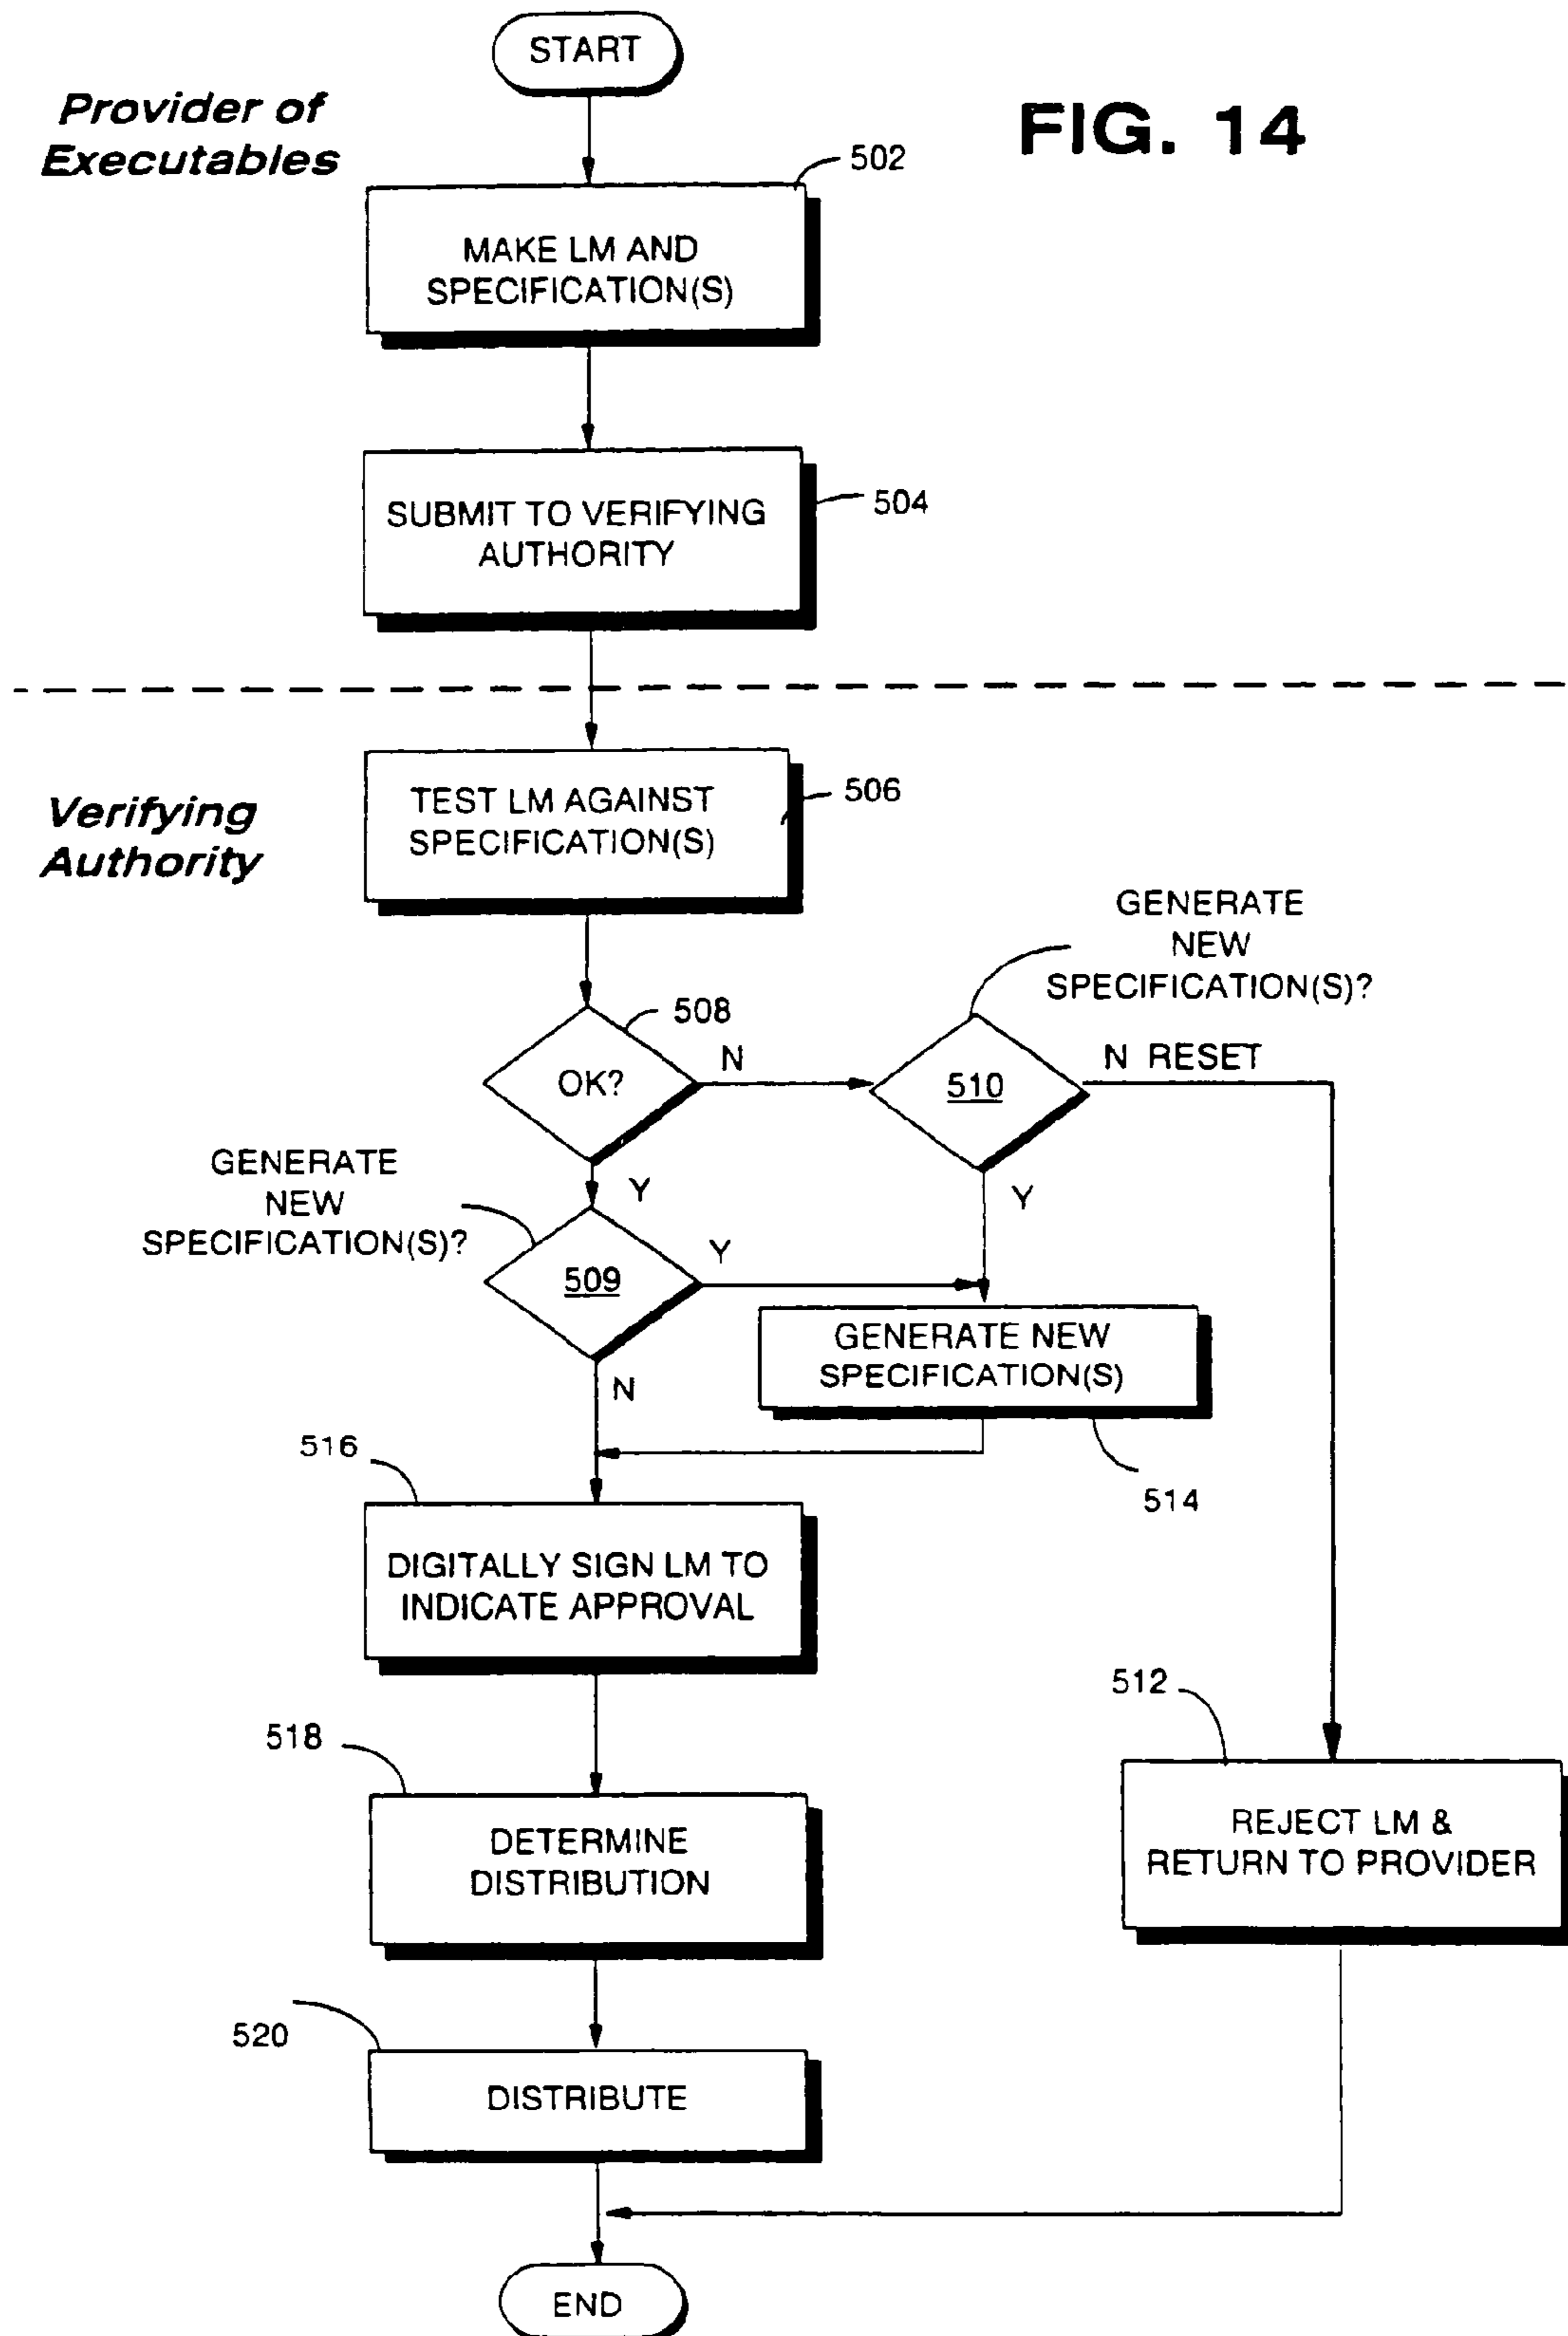 START
Provider of
Executables
FIG. 14
502
MAKE LM AND
SPECIFICATION(S)
504
SUBMIT TO VERIFYING
AUTHORITY
Verifying
Authority
506
TEST LM AGAINST
SPECIFICATION(S)
GENERATE
NEW
SPECIFICATION(S)?
508
OK?
N
510
N RESET
Y
Y
GENERATE
NEW
SPECIFICATION(S)?
509
Y
N
GENERATE NEW
SPECIFICATION(S)
514
516
DIGITALLY SIGN LM TO
INDICATE APPROVAL
512
REJECT LM &
RETURN TO PROVIDER
518
DETERMINE
DISTRIBUTION
520
DISTRIBUTE
END